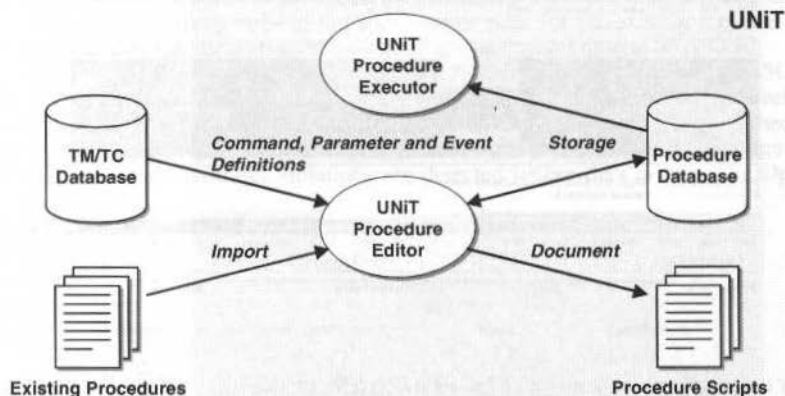 UNiT
UNiT
Procedure
Executor
TM/TC
Database
Command, Parameter and Event
Definitions
Storage
Procedure
Database
UNiT
Procedure
Editor
Import
Document
Existing Procedures
Procedure Scripts